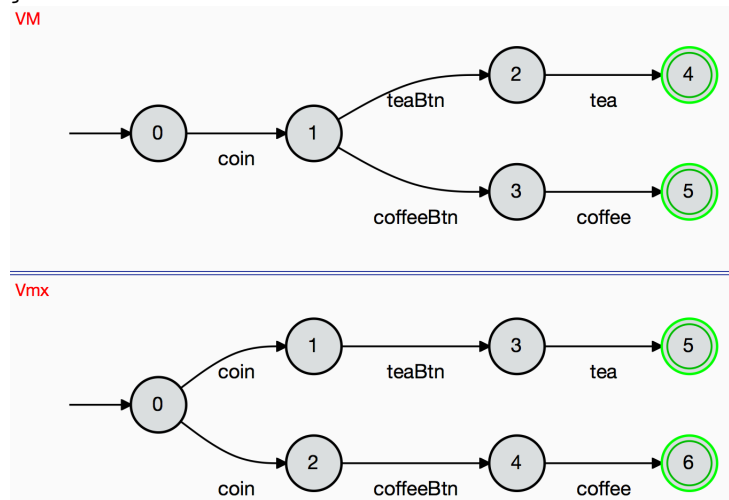 VM
2 4
teaBtn tea
0 1
coin
3 5
coffeeBtn coffee
Vmx
1 3 5
coin teaBtn tea
0
2 4 6
coin coffeeBtn coffee